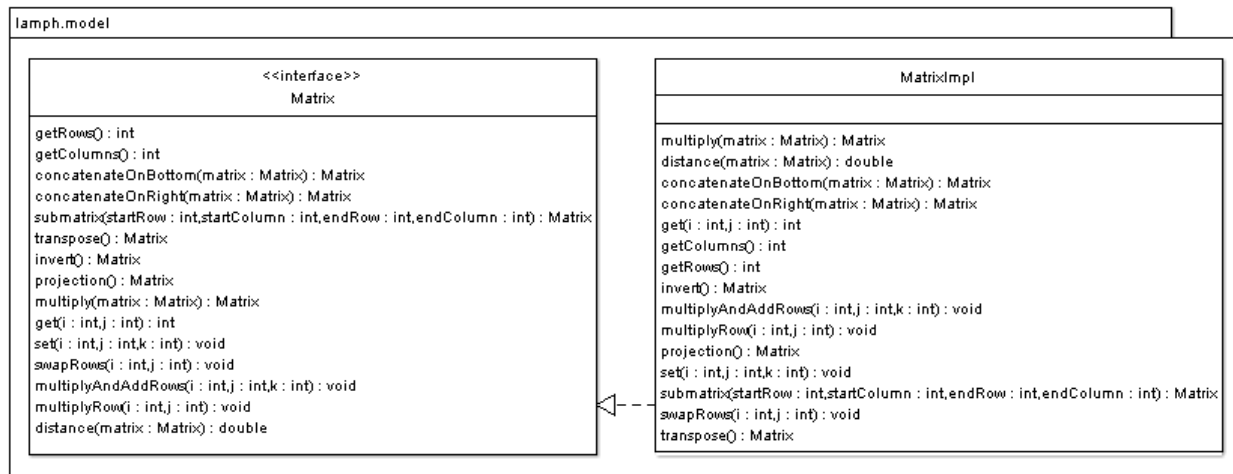 lamph.model
<<interface>>
Matrix
getRows() : int
getColumns() : int
concatenateOnBottom(matrix : Matrix) : Matrix
concatenateOnRight(matrix : Matrix) : Matrix
submatrix(startRow : int,startColumn : int,endRow : int,endColumn : int) : Matrix
transpose() : Matrix
invert() : Matrix
projection() : Matrix
multiply(matrix : Matrix) : Matrix
get(i : int,j : int) : int
set(i : int,j : int,k : int) : void
swapRows(i : int,j : int) : void
multiplyAndAddRows(i : int,j : int,k : int) : void
multiplyRow(i : int,j : int) : void
distance(matrix : Matrix) : double
MatrixImpl
multiply(matrix : Matrix) : Matrix
distance(matrix : Matrix) : double
concatenateOnBottom(matrix : Matrix) : Matrix
concatenateOnRight(matrix : Matrix) : Matrix
get(i : int,j : int) : int
getColumns() : int
getRows() : int
invert() : Matrix
multiplyAndAddRows(i : int,j : int,k : int) : void
multiplyRow(i : int,j : int) : void
projection() : Matrix
set(i : int,j : int,k : int) : void
submatrix(startRow : int,startColumn : int,endRow : int,endColumn : int) : Matrix
swapRows(i : int,j : int) : void
transpose() : Matrix